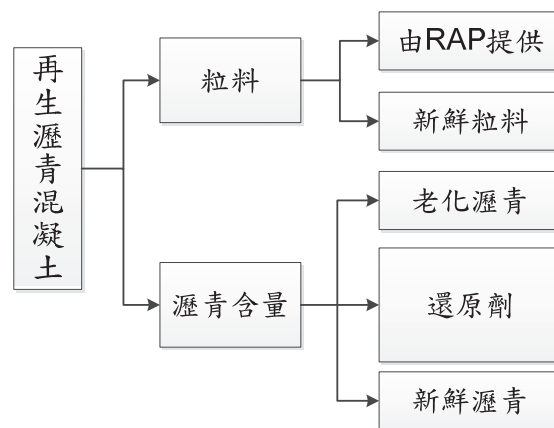 再生瀝青混凝土
粒料
由RAP提供
新鮮粒料
瀝青含量
老化瀝青
還原劑
新鮮瀝青